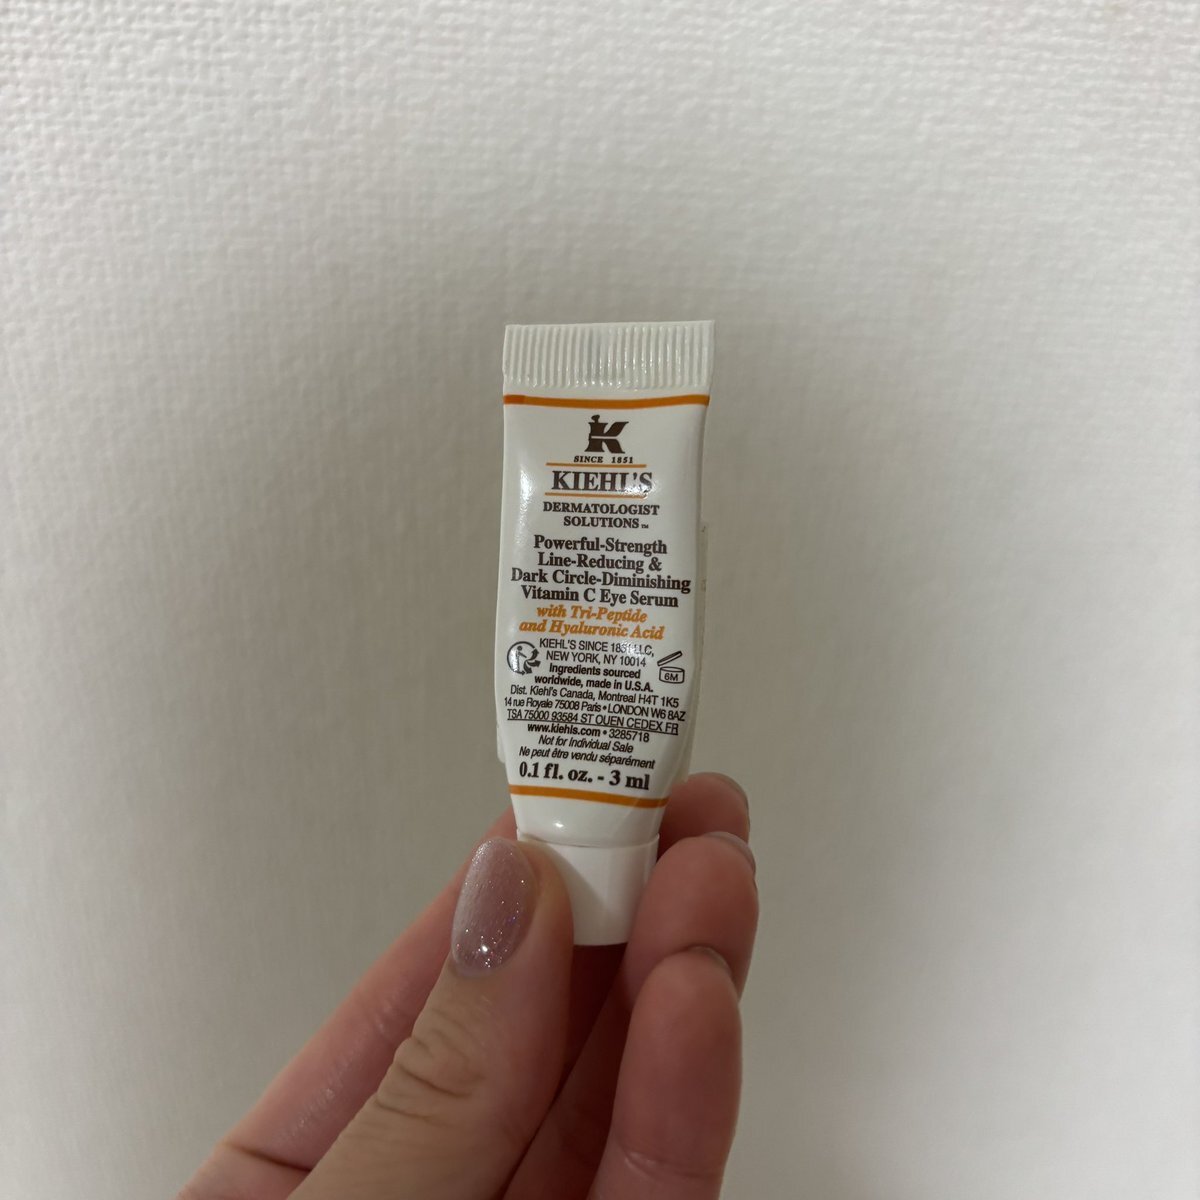 K
SINCE 1851
KIEHL'S
DERMATOLOGIST
SOLUTIONS™
Powerful-Strength
Line-Reducing &
Dark Circle-Diminishing
Vitamin C Eye Serum
with Tri-Peptide
and Hyaluronic Acid
KIEHL'S SINCE 1851 LLC,
NEW YORK, NY 10014
Ingredients sourced
worldwide, made in U.S.A.
6M
Dist. Kiehl's Canada, Montreal H4T 1K5
14 rue Royale 75008 Paris • LONDON W6 8AZ
TSA 75000 93584 ST OUEN CEDEX FR
www.kiehls.com • 3285718
Not for Individual Sale
Ne peut être vendu séparément
0.1 fl. oz. - 3 ml